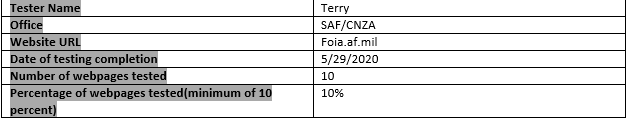 Tester Name Terry
Office SAF/CNZA
Website URL Foia.af.mil
Date of testing completion 5/29/2020
Number of webpages tested 10
Percentage of webpages tested(minimum of 10 10%
percent)